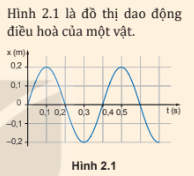 Hình 2.1 là đồ thị dao động
điều hoà của một vật.
x (m)
0,2
0,1
0
0,1 0,2 0,3 0,4 0,5 t (s)
–0,1
–0,2
Hình 2.1